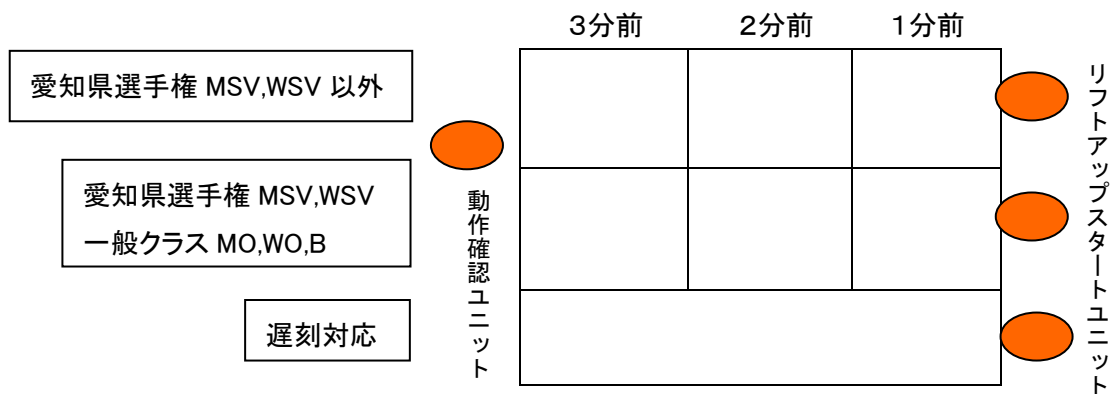 ３分前
２分前
１分前
愛知県選手権 MSV,WSV 以外
愛知県選手権 MSV,WSV
一般クラス MO,WO,B
遅刻対応
動作確認ユニット
リフトアップスタートユニット